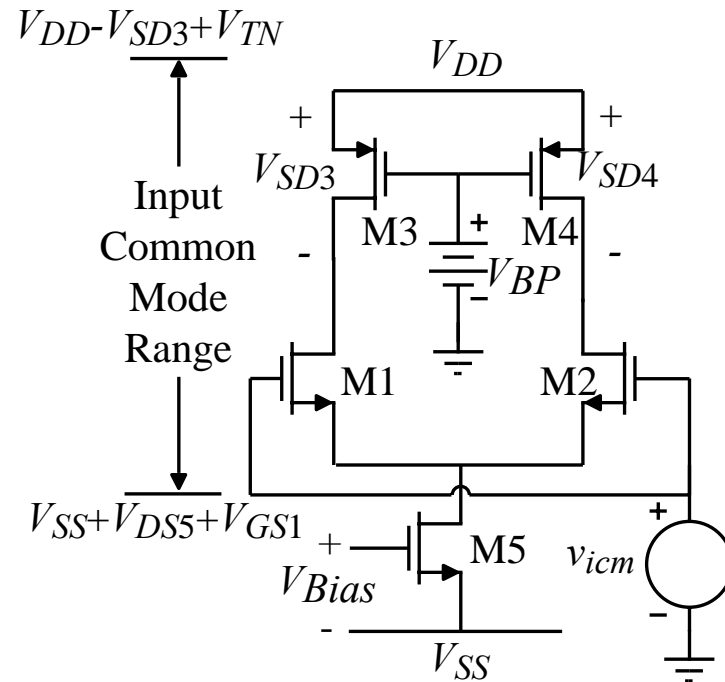 VDD-VSD3+VTN
VDD
+
+
VSD3
VSD4
Input
Common
Mode
Range
M3
M4
+
-
-
VBP
-
M1
M2
VSS+VDS5+VGS1
+
VBias
-
M5
+
vicm
-
VSS